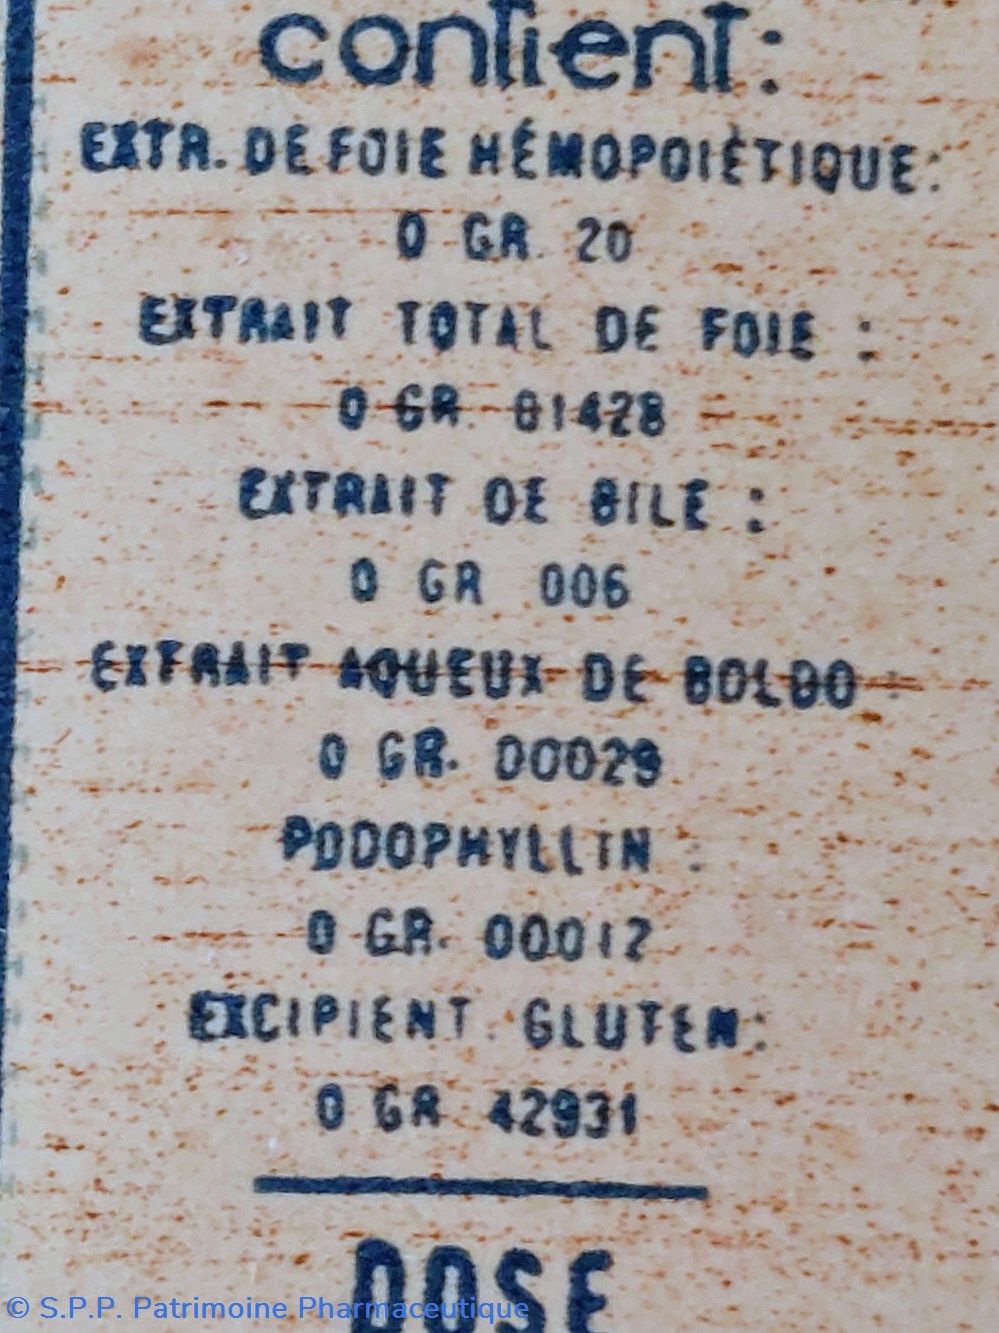 contient:
EXTR. DE FOIE HÉMOPOIÉTIQUE:
0 GR. 20
EXTRAIT TOTAL DE FOIE :
0 GR. 01428
EXTRAIT DE BILE :
0 GR 006
EXTRAIT AQUEUX DE BOLDO :
0 GR. 00029
PODOPHYLLIN :
0 GR. 00012
EXCIPIENT GLUTEN:
0 GR 42931
DOSE
© S.P.P. Patrimoine Pharmaceutique